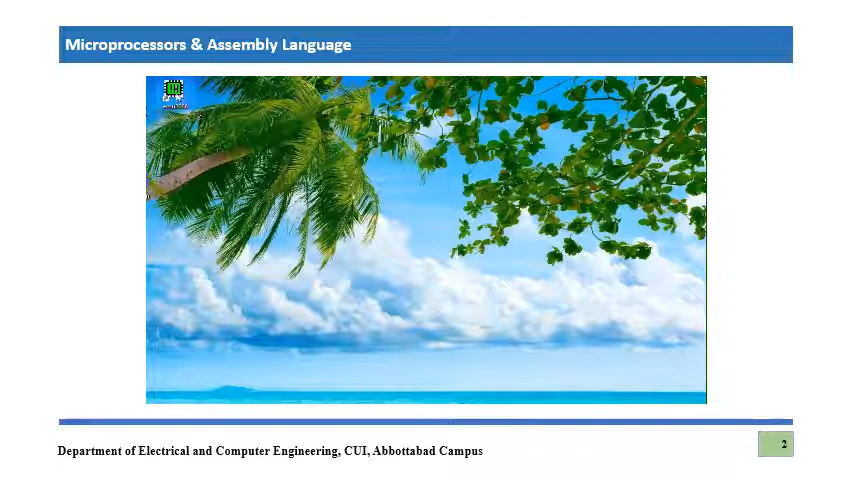 Microprocessors & Assembly Language
Department of Electrical and Computer Engineering, CUI, Abbottabad Campus
2